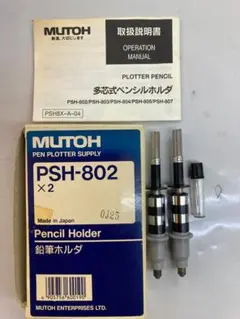 MUTOH
取扱説明書
OPERATION
MANUAL
PLOTTER PENCIL
多芯式ペンシルホルダ
PSH-802/PSH-803/PSH-804/PSH-805/PSH-807
PSH8X-A-04
MUTOH
PEN PLOTTER SUPPLY
PSH-802
×2
Made in Japan
0325
Pencil Holder
鉛筆ホルダ
MUTOH ENTERPRISES LTD.